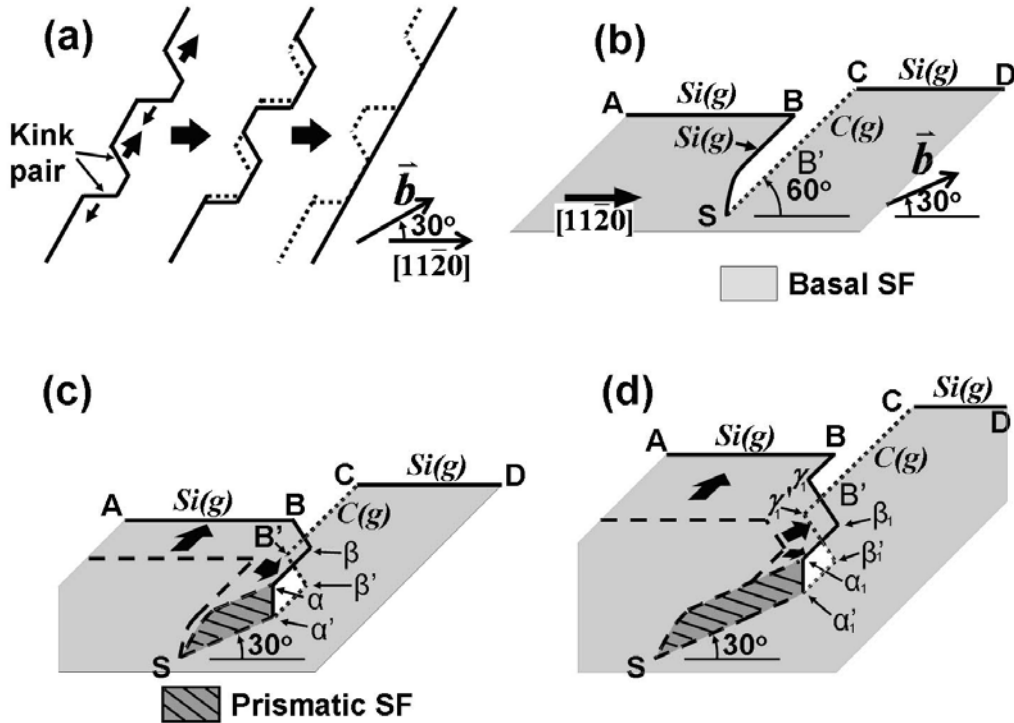 (a)
Kink
pair
b
30°
[112̄0]
(b)
A
Si(g)
B
C
Si(g)
D
Si(g)
C(g)
B'
60°
S
b
30°
[112̄0]
Basal SF
(c)
A
Si(g)
B
C
Si(g)
D
C(g)
B'
β
β'
α
α'
30°
S
Prismatic SF
(d)
A
Si(g)
B
C
Si(g)
D
C(g)
γ₁
γ₁'
B'
β₁
β₁'
α₁
α₁'
30°
S